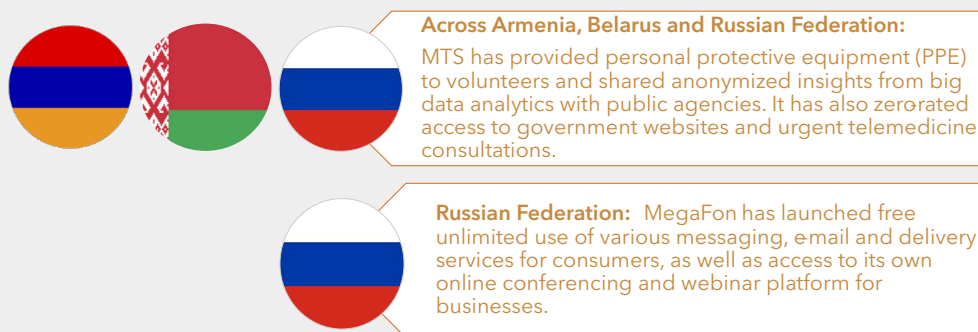 Across Armenia, Belarus and Russian Federation:
MTS has provided personal protective equipment (PPE)
to volunteers and shared anonymized insights from big
data analytics with public agencies. It has also zero-rated
access to government websites and urgent telemedicine
consultations.
Russian Federation: MegaFon has launched free
unlimited use of various messaging, e-mail and delivery
services for consumers, as well as access to its own
online conferencing and webinar platform for
businesses.